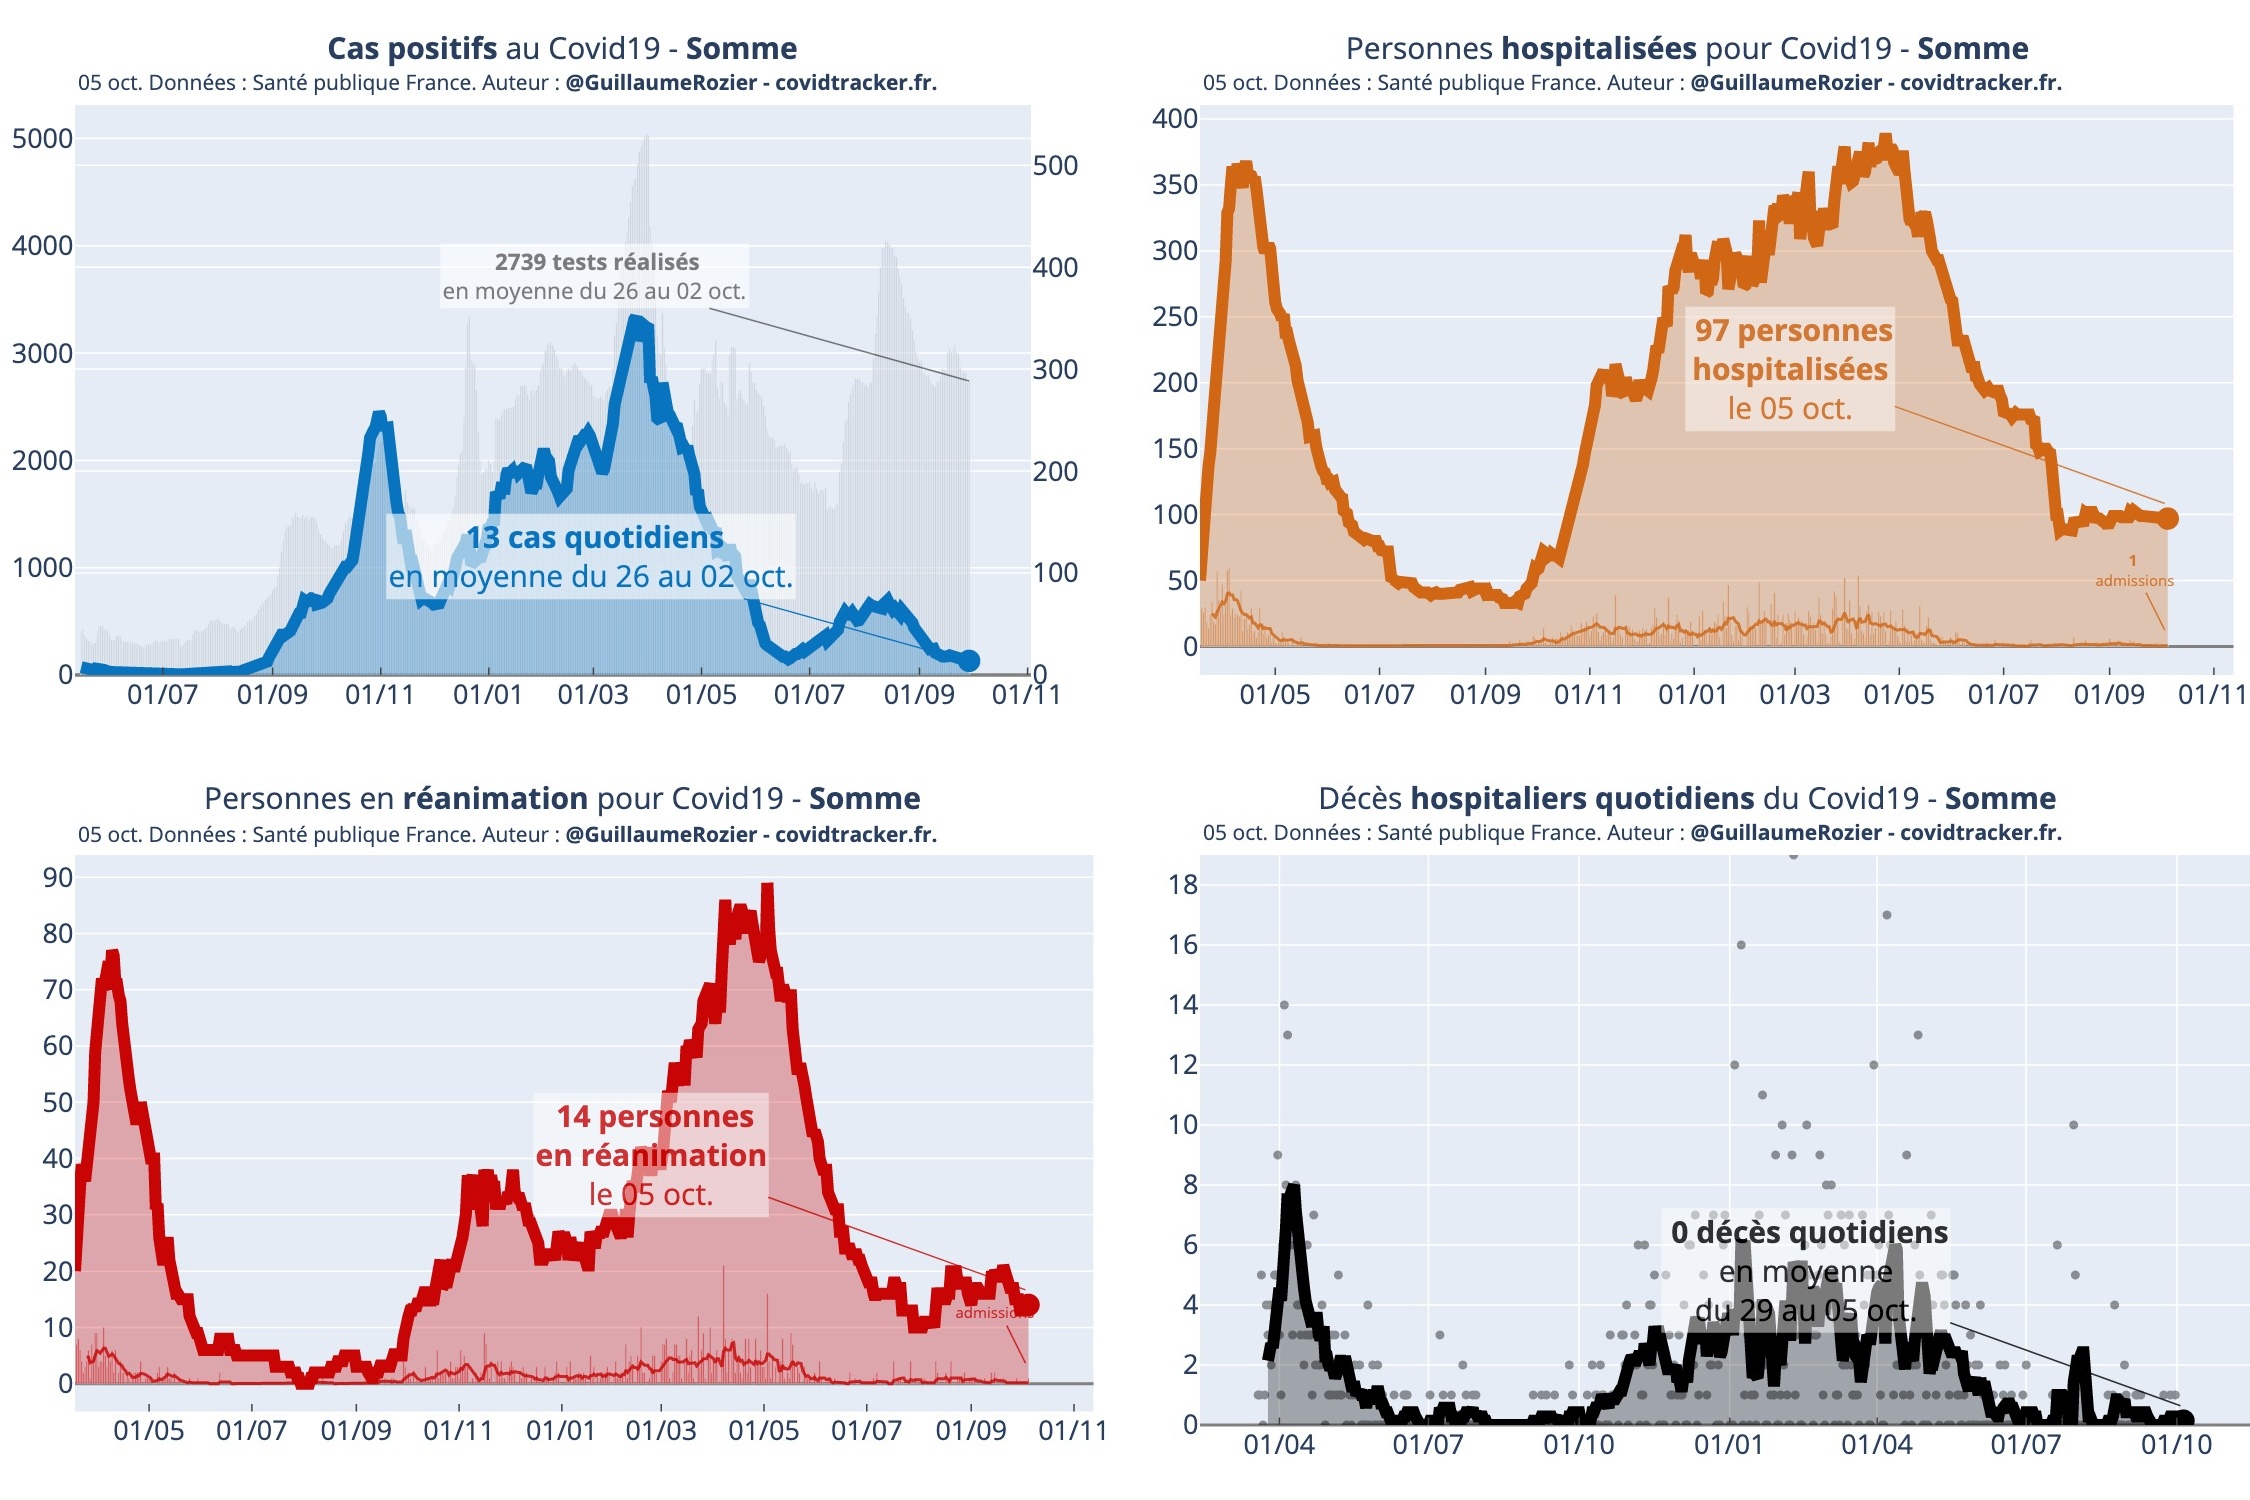 Cas positifs au Covid19 - Somme
05 oct. Données : Santé publique France. Auteur : @GuillaumeRozier - covidtracker.fr.
5000
4000
3000
2000
1000
0
500
400
300
200
100
0
2739 tests réalisés
en moyenne du 26 au 02 oct.
13 cas quotidiens
en moyenne du 26 au 02 oct.
01/07 01/09 01/11 01/01 01/03 01/05 01/07 01/09 01/11
Personnes hospitalisées pour Covid19 - Somme
05 oct. Données : Santé publique France. Auteur : @GuillaumeRozier - covidtracker.fr.
400
350
300
250
200
150
100
50
0
97 personnes
hospitalisées
le 05 oct.
1
admissions
01/05 01/07 01/09 01/11 01/01 01/03 01/05 01/07 01/09 01/11
Personnes en réanimation pour Covid19 - Somme
05 oct. Données : Santé publique France. Auteur : @GuillaumeRozier - covidtracker.fr.
90
80
70
60
50
40
30
20
10
0
14 personnes
en réanimation
le 05 oct.
admissions
01/05 01/07 01/09 01/11 01/01 01/03 01/05 01/07 01/09 01/11
Décès hospitaliers quotidiens du Covid19 - Somme
05 oct. Données : Santé publique France. Auteur : @GuillaumeRozier - covidtracker.fr.
18
16
14
12
10
8
6
4
2
0
0 décès quotidiens
en moyenne
du 29 au 05 oct.
01/04 01/07 01/10 01/01 01/04 01/07 01/10